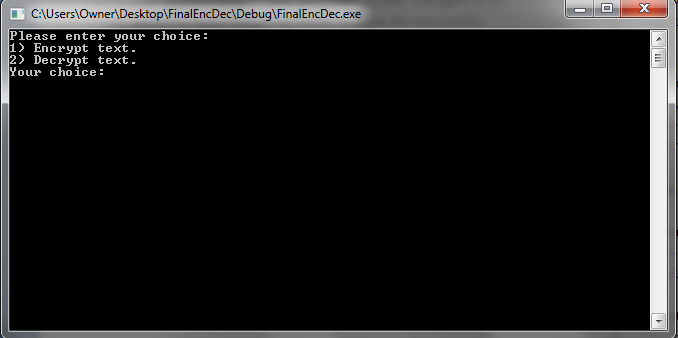 C:\Users\Owner\Desktop\FinalEncDec\Debug\FinalEncDec.exe
Please enter your choice:
1) Encrypt text.
2) Decrypt text.
Your choice: